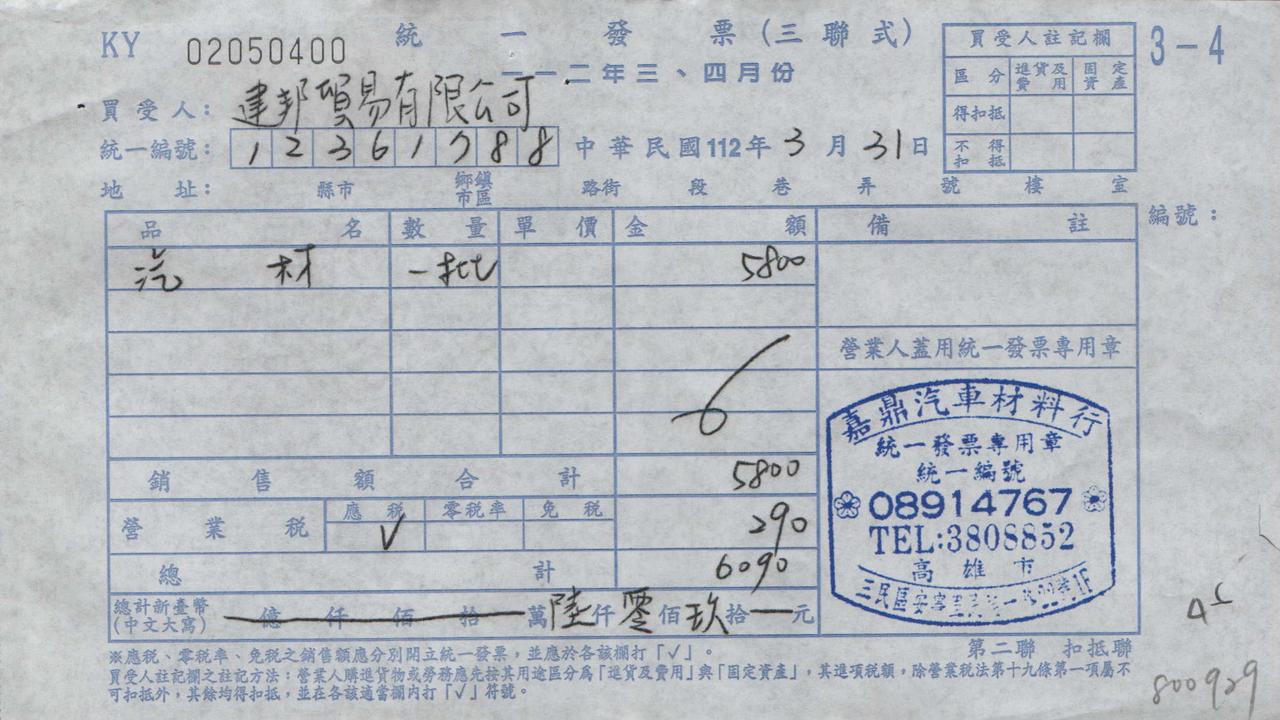 KY 02050400 統一發票(三聯式) 3-4
一一二年三、四月份
買受人註記欄
區分 進貨及費用 固定資產
得扣抵
不得扣抵
買受人: 建邦貿易有限公司
統一編號: 12361788 中華民國112年3月31日
地址: 縣市 鄉鎮市區 路街 段 巷 弄 號 樓 室
編號:
品名 數量 單價 金額 備註
汽材 一批 5800
營業人蓋用統一發票專用章
嘉鼎汽車材料行
統一發票專用章
統一編號
08914767
TEL:3808852
高雄市
三民區安寧里
銷售額合計 5800
營業稅 應稅 零稅率 免稅 290
V
總計 6090
總計新臺幣(中文大寫) 億仟佰拾萬陸仟零佰玖拾元
第二聯 扣抵聯
※應稅、零稅率、免稅之銷售額應分別開立統一發票,並應於各該欄打「√」。
買受人註記欄之註記方法:營業人購進貨物或勞務應先按其用途區分為「進貨及費用」與「固定資產」,其進項稅額,除營業稅法第十九條第一項屬不
可扣抵外,其餘均得扣抵,並在各該適當欄內打「√」符號。
800929